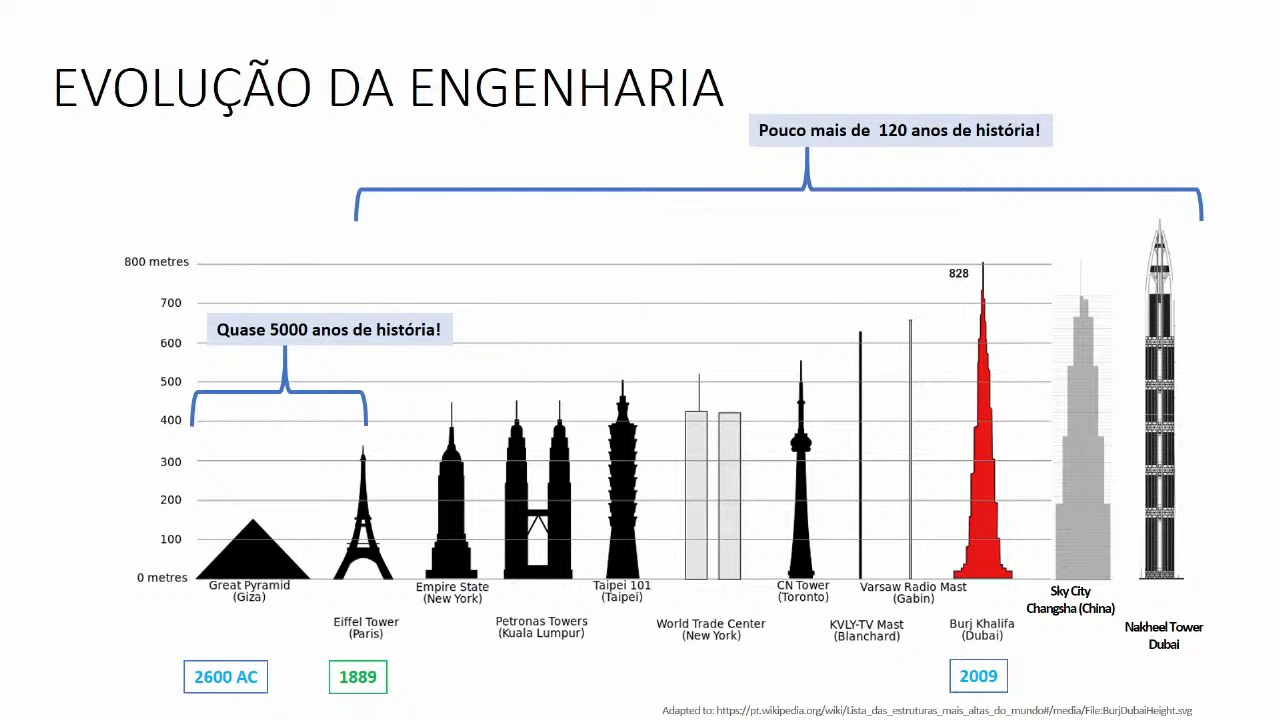 EVOLUÇÃO DA ENGENHARIA
Pouco mais de 120 anos de história!
800 metres
828
700
Quase 5000 anos de história!
600
500
400
300
200
100
0 metres
Great Pyramid
(Giza)
Eiffel Tower
(Paris)
Empire State
(New York)
Petronas Towers
(Kuala Lumpur)
Taipei 101
(Taipei)
World Trade Center
(New York)
CN Tower
(Toronto)
KVLY-TV Mast
(Blanchard)
Varsaw Radio Mast
(Gabin)
Burj Khalifa
(Dubai)
Sky City
Changsha (China)
Nakheel Tower
Dubai
2600 AC
1889
2009
Adapted to: https://pt.wikipedia.org/wiki/Lista_das_estruturas_mais_altas_do_mundo#/media/File:BurjDubaiHeight.svg